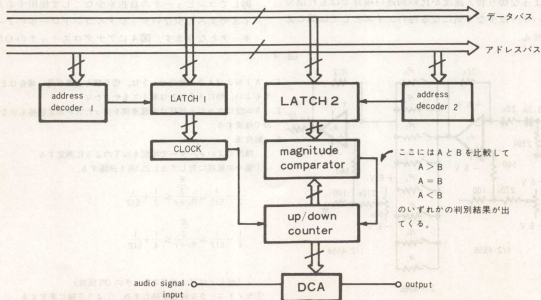 データバス
アドレスバス
address
decoder 1
LATCH 1
LATCH 2
address
decoder 2
CLOCK
magnitude
comparator
ここにはAとBを比較して
A>B
A=B
A<B
のいずれかの判別結果が出
てくる。
up/down
counter
audio signal
input
DCA
output